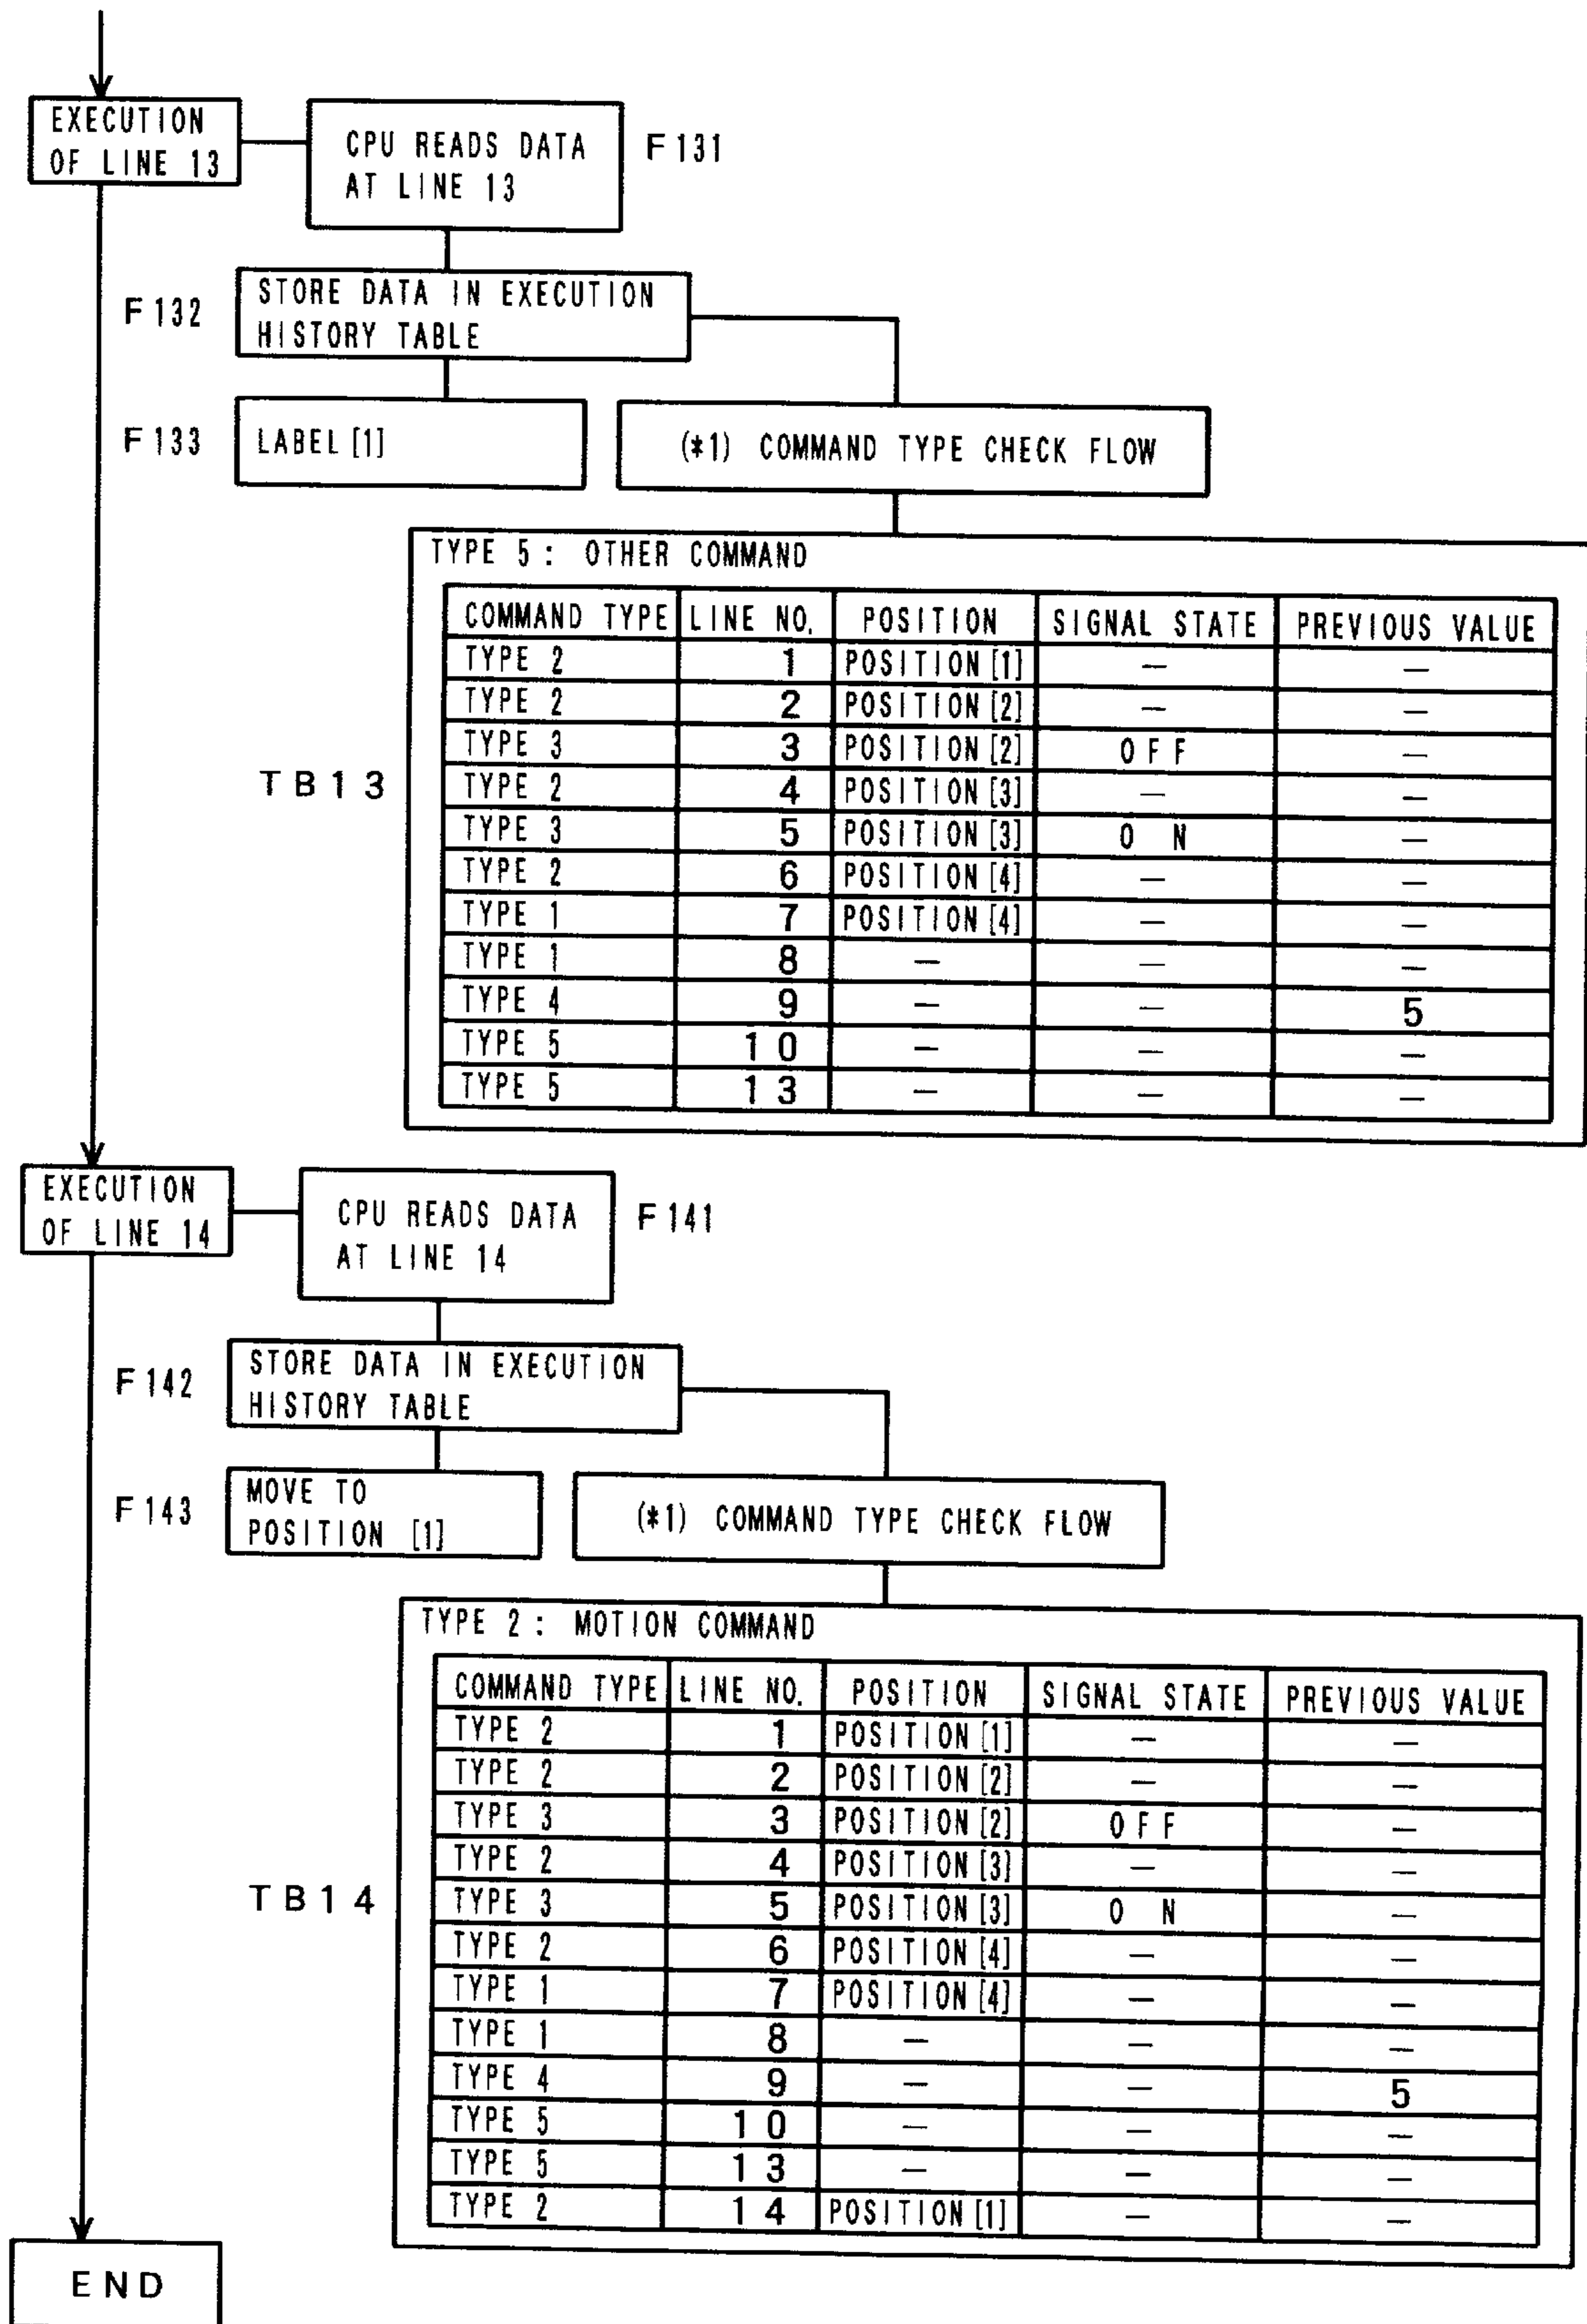 EXECUTION
OF LINE 13
CPU READS DATA
AT LINE 13
F131
F132
STORE DATA IN EXECUTION
HISTORY TABLE
F133
LABEL [1]
(*1) COMMAND TYPE CHECK FLOW
TYPE 5 : OTHER COMMAND
TB13
COMMAND TYPE LINE NO. POSITION SIGNAL STATE PREVIOUS VALUE
TYPE 2 1 POSITION [1] — —
TYPE 2 2 POSITION [2] — —
TYPE 3 3 POSITION [2] OFF —
TYPE 2 4 POSITION [3] — —
TYPE 3 5 POSITION [3] ON —
TYPE 2 6 POSITION [4] — —
TYPE 1 7 POSITION [4] — —
TYPE 1 8 — — —
TYPE 4 9 — — 5
TYPE 5 10 — — —
TYPE 5 13 — — —
EXECUTION
OF LINE 14
CPU READS DATA
AT LINE 14
F141
F142
STORE DATA IN EXECUTION
HISTORY TABLE
F143
MOVE TO
POSITION [1]
(*1) COMMAND TYPE CHECK FLOW
TYPE 2 : MOTION COMMAND
TB14
COMMAND TYPE LINE NO. POSITION SIGNAL STATE PREVIOUS VALUE
TYPE 2 1 POSITION [1] — —
TYPE 2 2 POSITION [2] — —
TYPE 3 3 POSITION [2] OFF —
TYPE 2 4 POSITION [3] — —
TYPE 3 5 POSITION [3] ON —
TYPE 2 6 POSITION [4] — —
TYPE 1 7 POSITION [4] — —
TYPE 1 8 — — —
TYPE 4 9 — — 5
TYPE 5 10 — — —
TYPE 5 13 — — —
TYPE 2 14 POSITION [1] — —
END